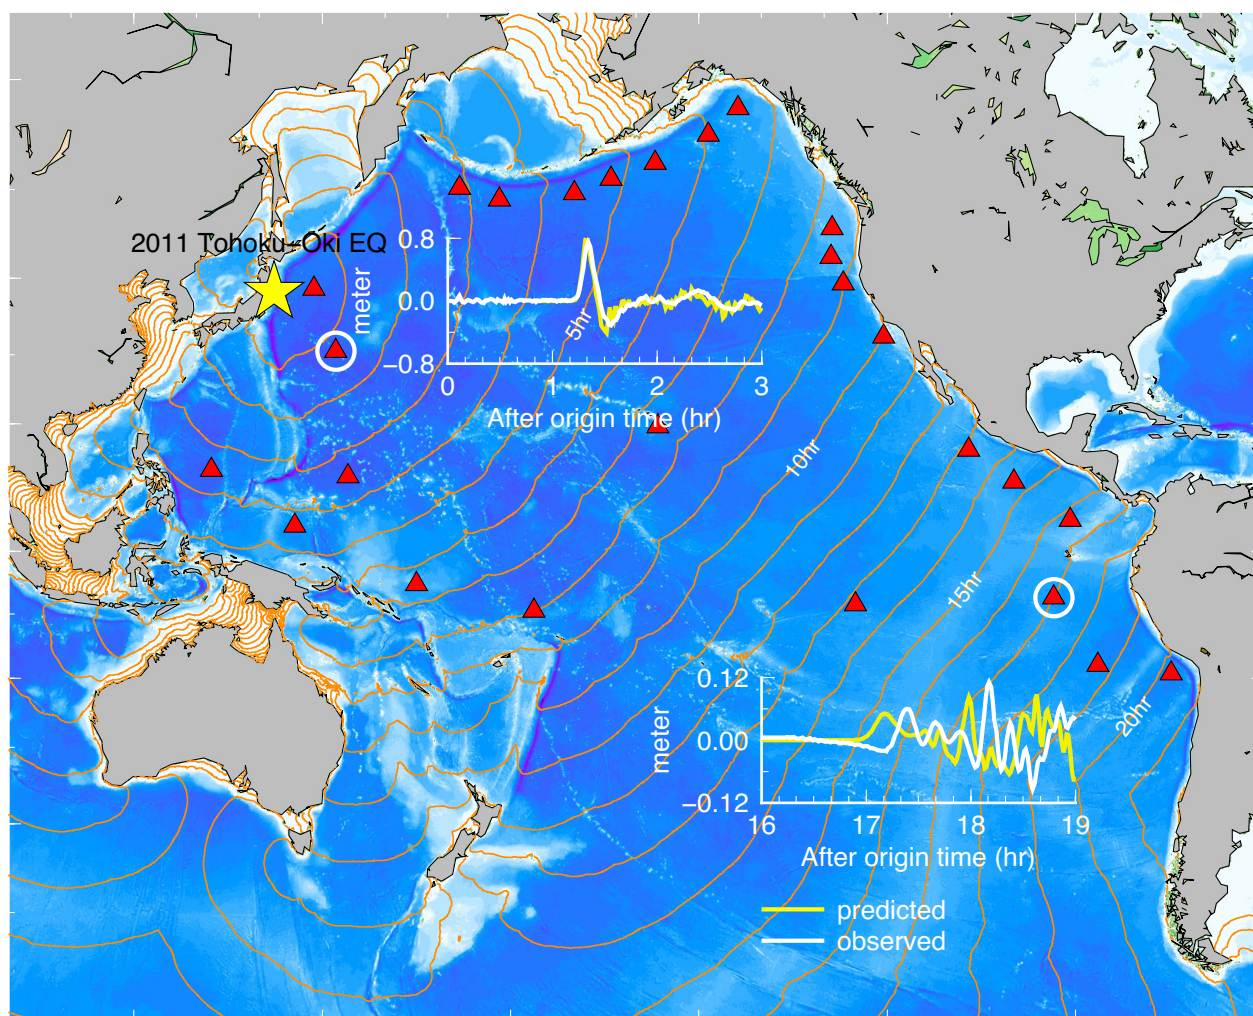 2011 Tohoku-Oki EQ
0.8
0.0
−0.8
meter
5hr
0 1 2 3
After origin time (hr)
10hr
15hr
20hr
0.12
0.00
−0.12
meter
16 17 18 19
After origin time (hr)
predicted
observed